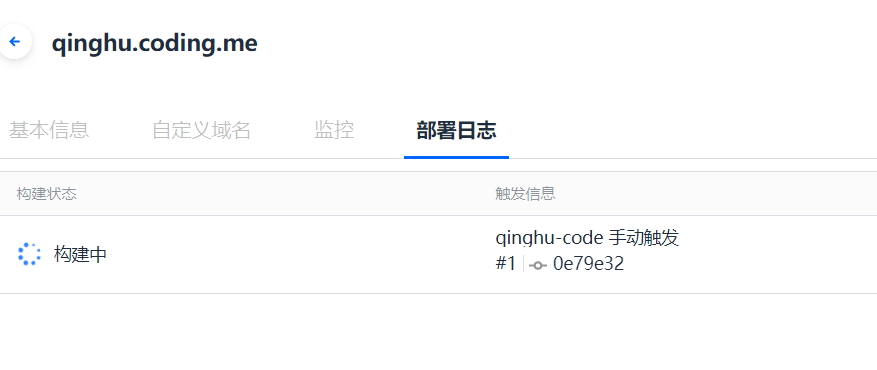 qinghu.coding.me
基本信息 自定义域名 监控 部署日志
构建状态 触发信息
构建中
qinghu-code 手动触发
#1 0e79e32